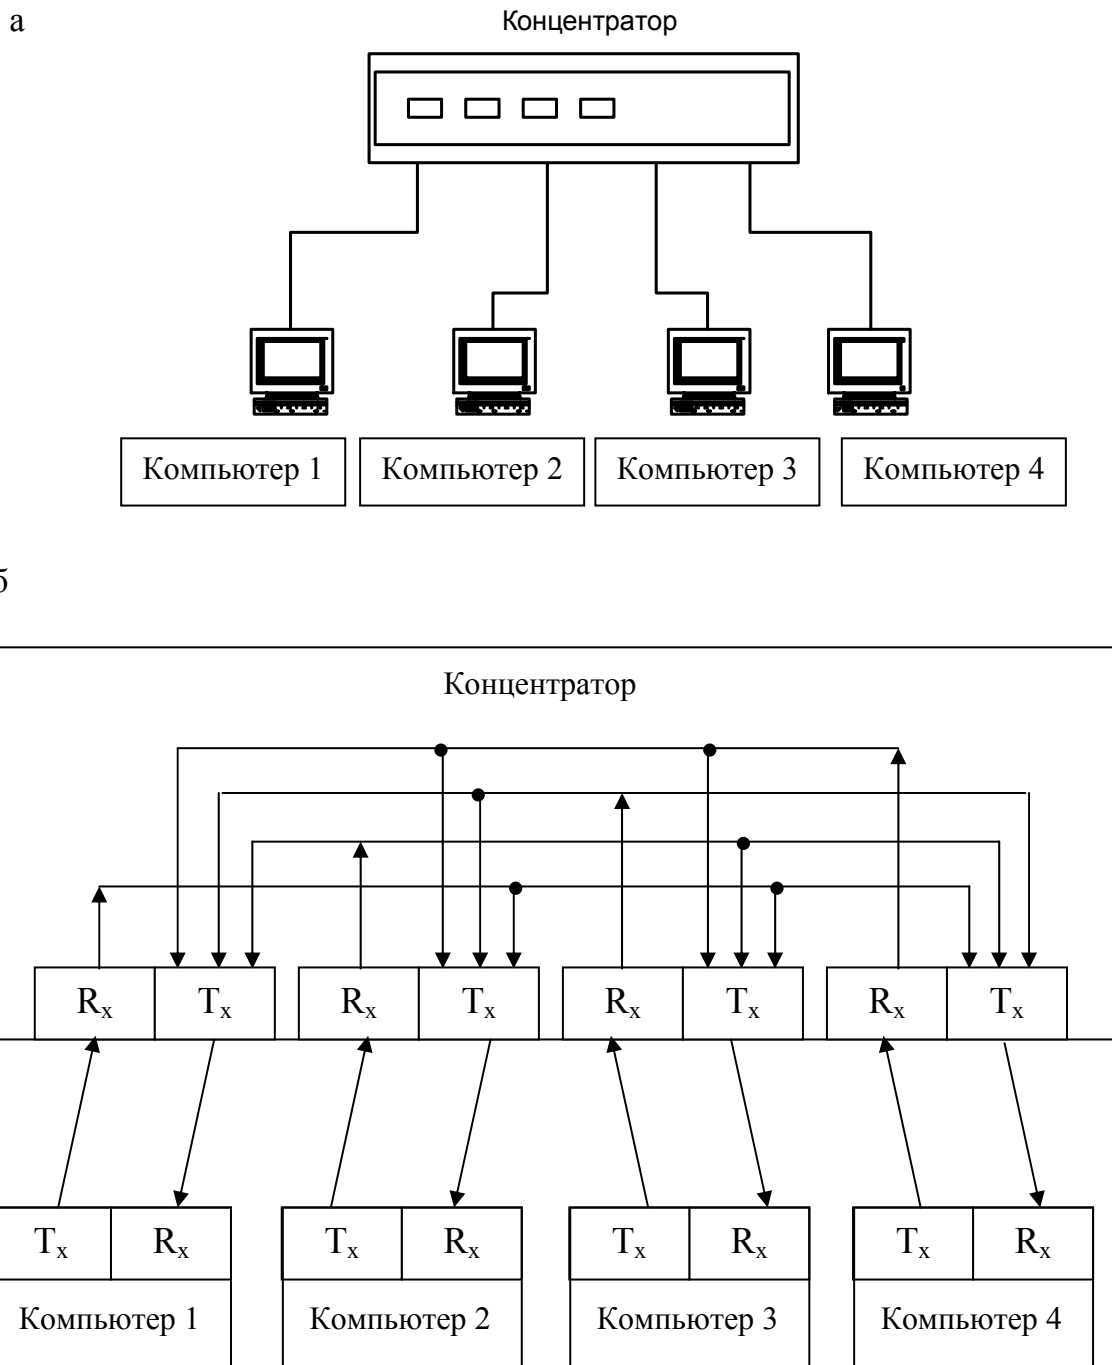 а
Концентратор
Компьютер 1 Компьютер 2 Компьютер 3 Компьютер 4
б
Концентратор
Rx Tx Rx Tx Rx Tx Rx Tx
Tx Rx Tx Rx Tx Rx Tx Rx
Компьютер 1 Компьютер 2 Компьютер 3 Компьютер 4